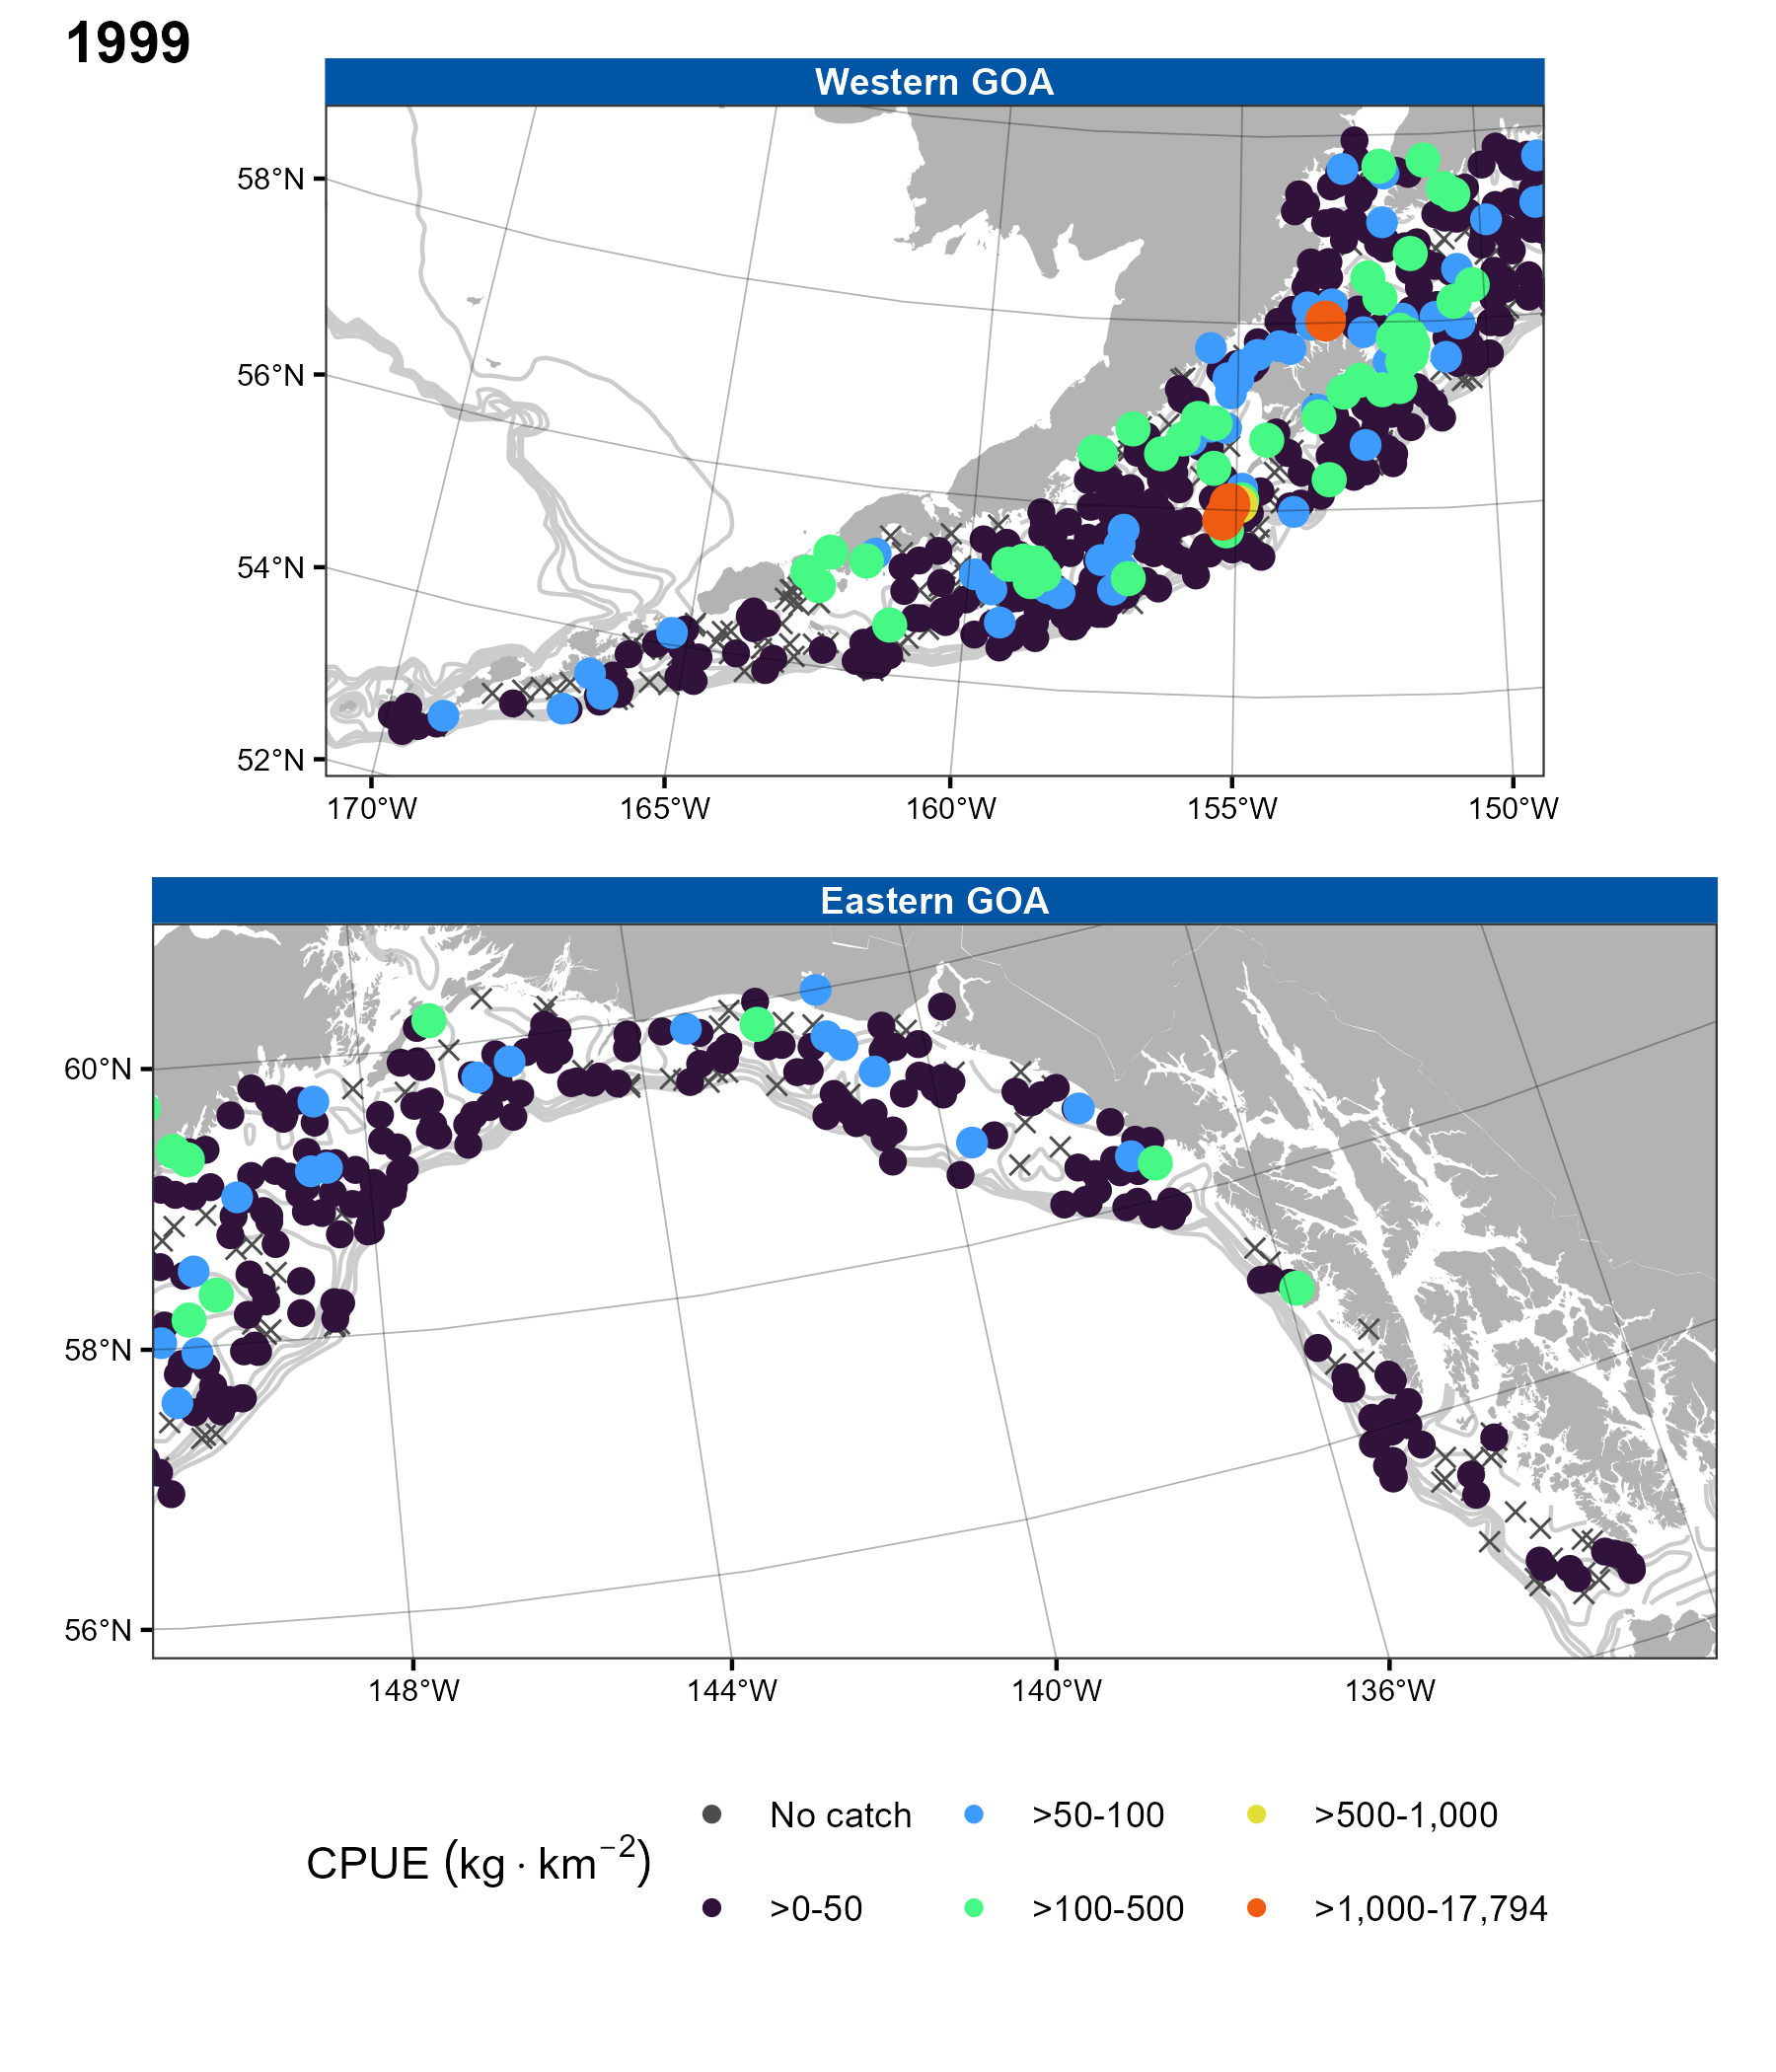 1999
Western GOA
58°N
56°N
54°N
52°N
170°W 165°W 160°W 155°W 150°W
Eastern GOA
60°N
58°N
56°N
148°W 144°W 140°W 136°W
CPUE (kg · km⁻²)
No catch >50-100 >500-1,000
>0-50 >100-500 >1,000-17,794